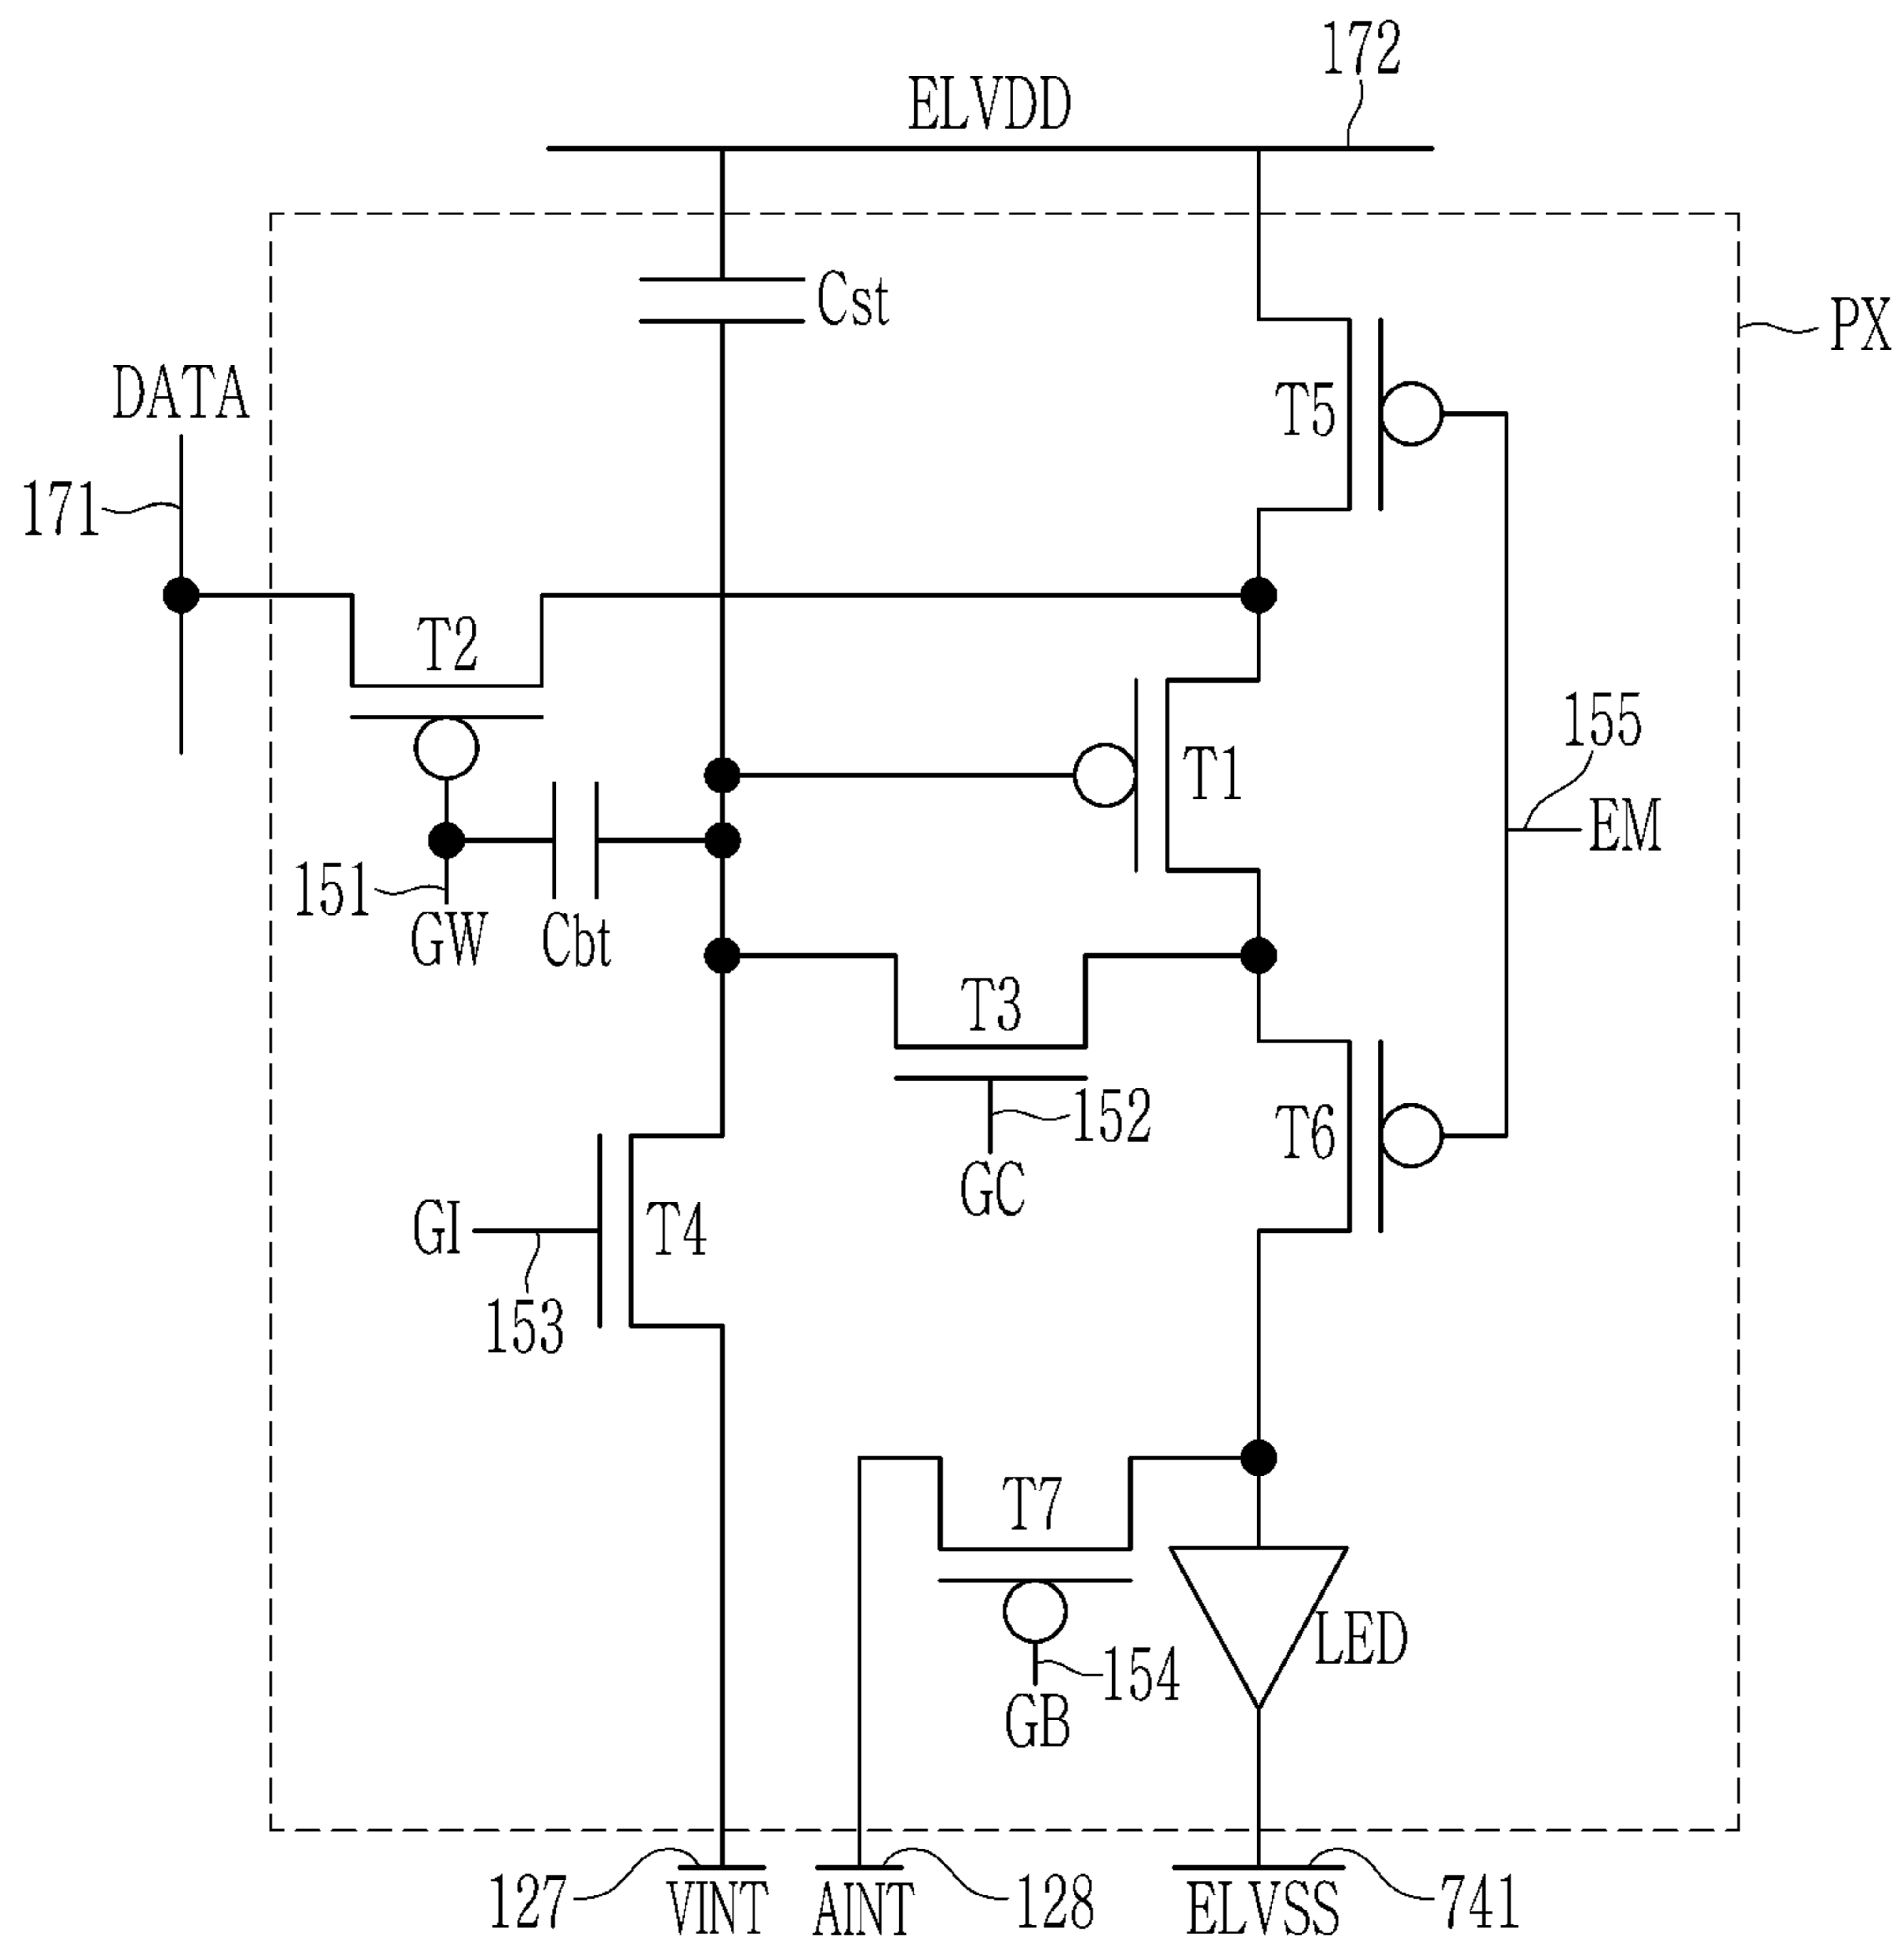 172
ELVDD
Cst
PX
DATA
T5
171
T2
155
T1
EM
151
GW
Cbt
T3
152
T6
GC
GI
T4
153
T7
LED
154
GB
127
VINT
AINT
128
ELVSS
741